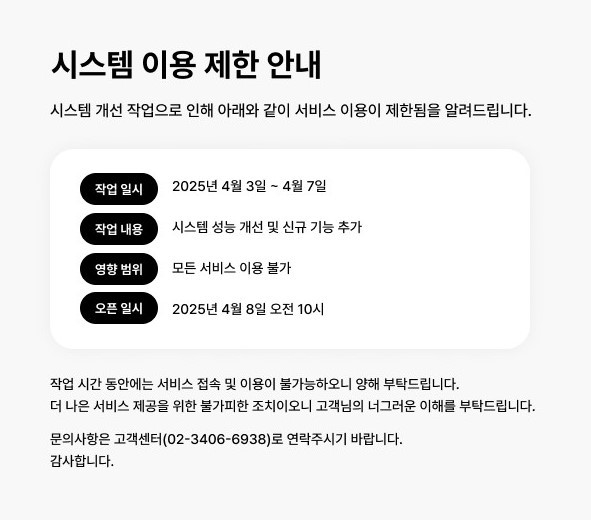 시스템 이용 제한 안내
시스템 개선 작업으로 인해 아래와 같이 서비스 이용이 제한됨을 알려드립니다.
작업 일시 2025년 4월 3일 ~ 4월 7일
작업 내용 시스템 성능 개선 및 신규 기능 추가
영향 범위 모든 서비스 이용 불가
오픈 일시 2025년 4월 8일 오전 10시
작업 시간 동안에는 서비스 접속 및 이용이 불가능하오니 양해 부탁드립니다.
더 나은 서비스 제공을 위한 불가피한 조치이오니 고객님의 너그러운 이해를 부탁드립니다.
문의사항은 고객센터(02-3406-6938)로 연락주시기 바랍니다.
감사합니다.